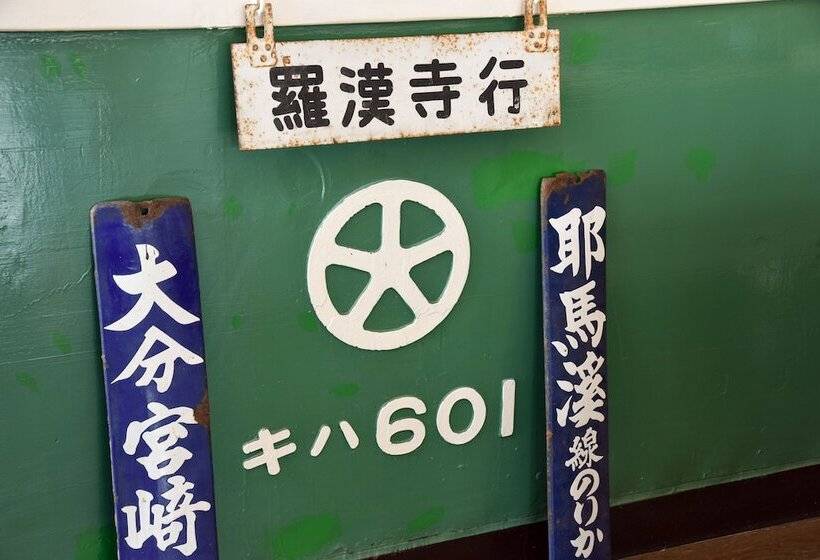 羅漢寺行
大分宮崎
キハ601
耶馬溪線のりか